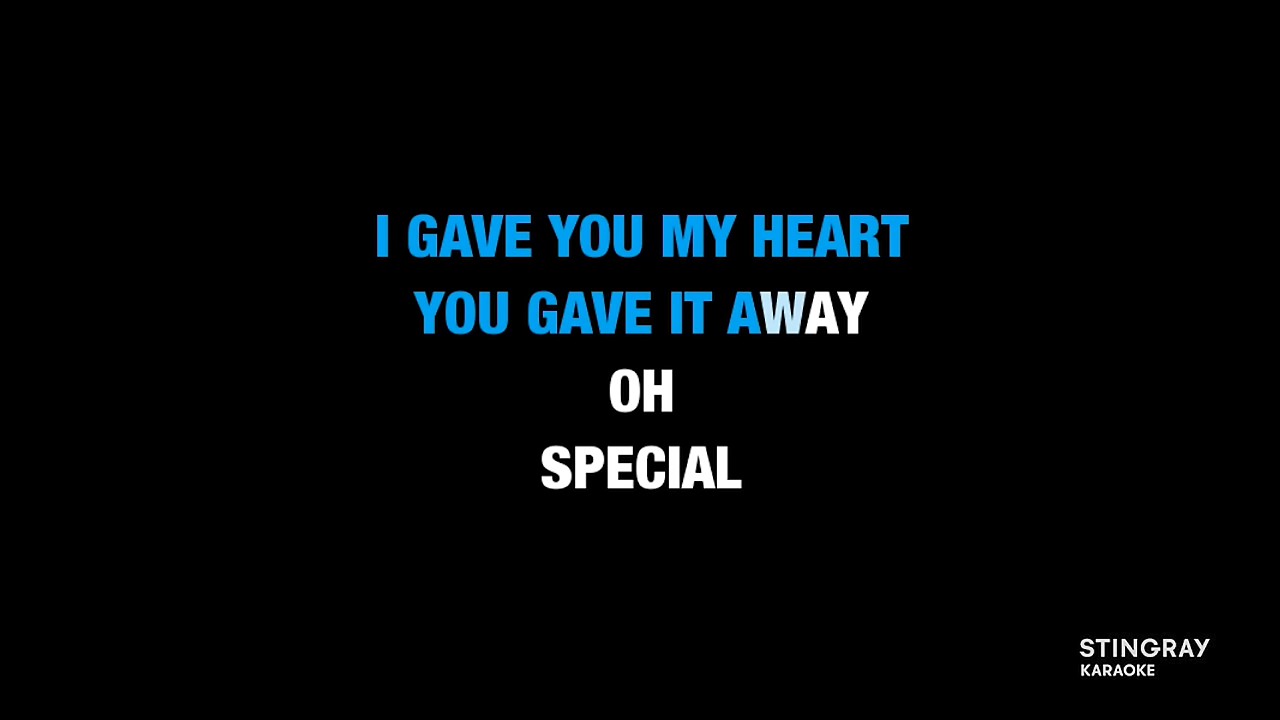 I GAVE YOU MY HEART
YOU GAVE IT AWAY
OH
SPECIAL
STINGRAY
KARAOKE